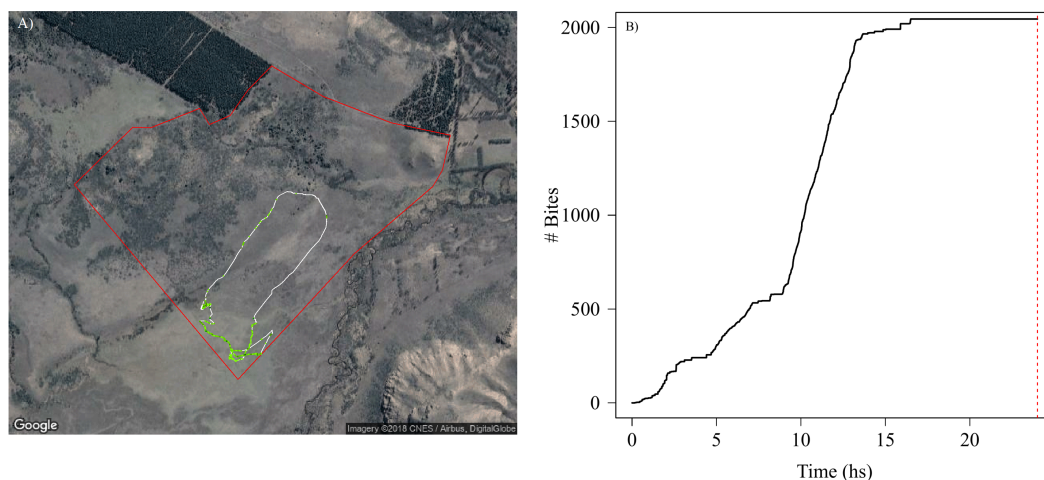 A)
Google
Imagery ©2018 CNES / Airbus, DigitalGlobe
B)
# Bites
2000
1500
1000
500
0
0 5 10 15 20
Time (hs)